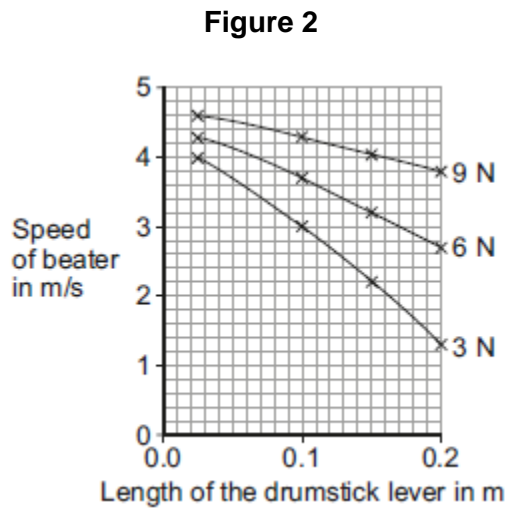 Figure 2
5
4
3
2
1
0
Speed
of beater
in m/s
9 N
6 N
3 N
0.0
0.1
0.2
Length of the drumstick lever in m